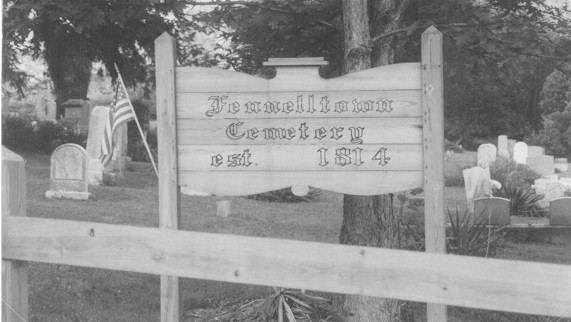 Fennelltown
Cemetery
est. 1814